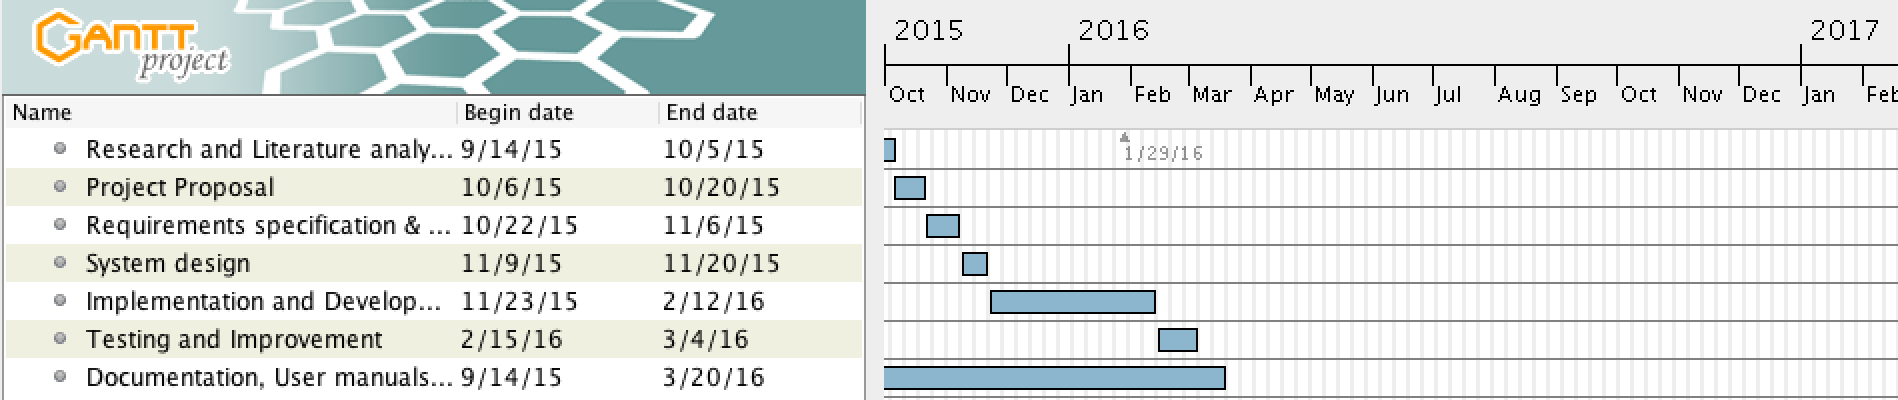 GANTT
project
2015 2016 2017
Oct Nov Dec Jan Feb Mar Apr May Jun Jul Aug Sep Oct Nov Dec Jan Feb
Name Begin date End date
Research and Literature analy... 9/14/15 10/5/15
1/29/16
Project Proposal 10/6/15 10/20/15
Requirements specification & ... 10/22/15 11/6/15
System design 11/9/15 11/20/15
Implementation and Develop... 11/23/15 2/12/16
Testing and Improvement 2/15/16 3/4/16
Documentation, User manuals... 9/14/15 3/20/16